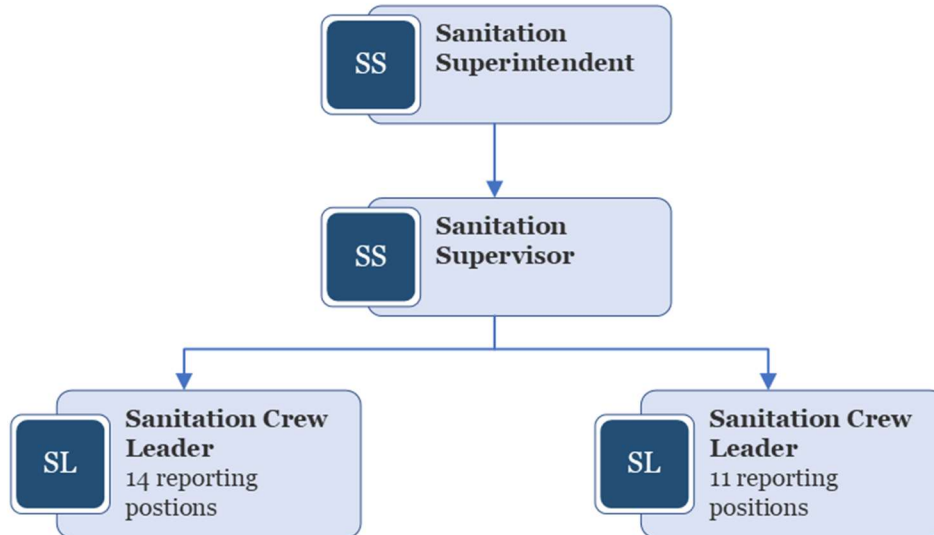 SS
Sanitation
Superintendent
SS
Sanitation
Supervisor
SL
Sanitation Crew
Leader
14 reporting
postions
SL
Sanitation Crew
Leader
11 reporting
positions